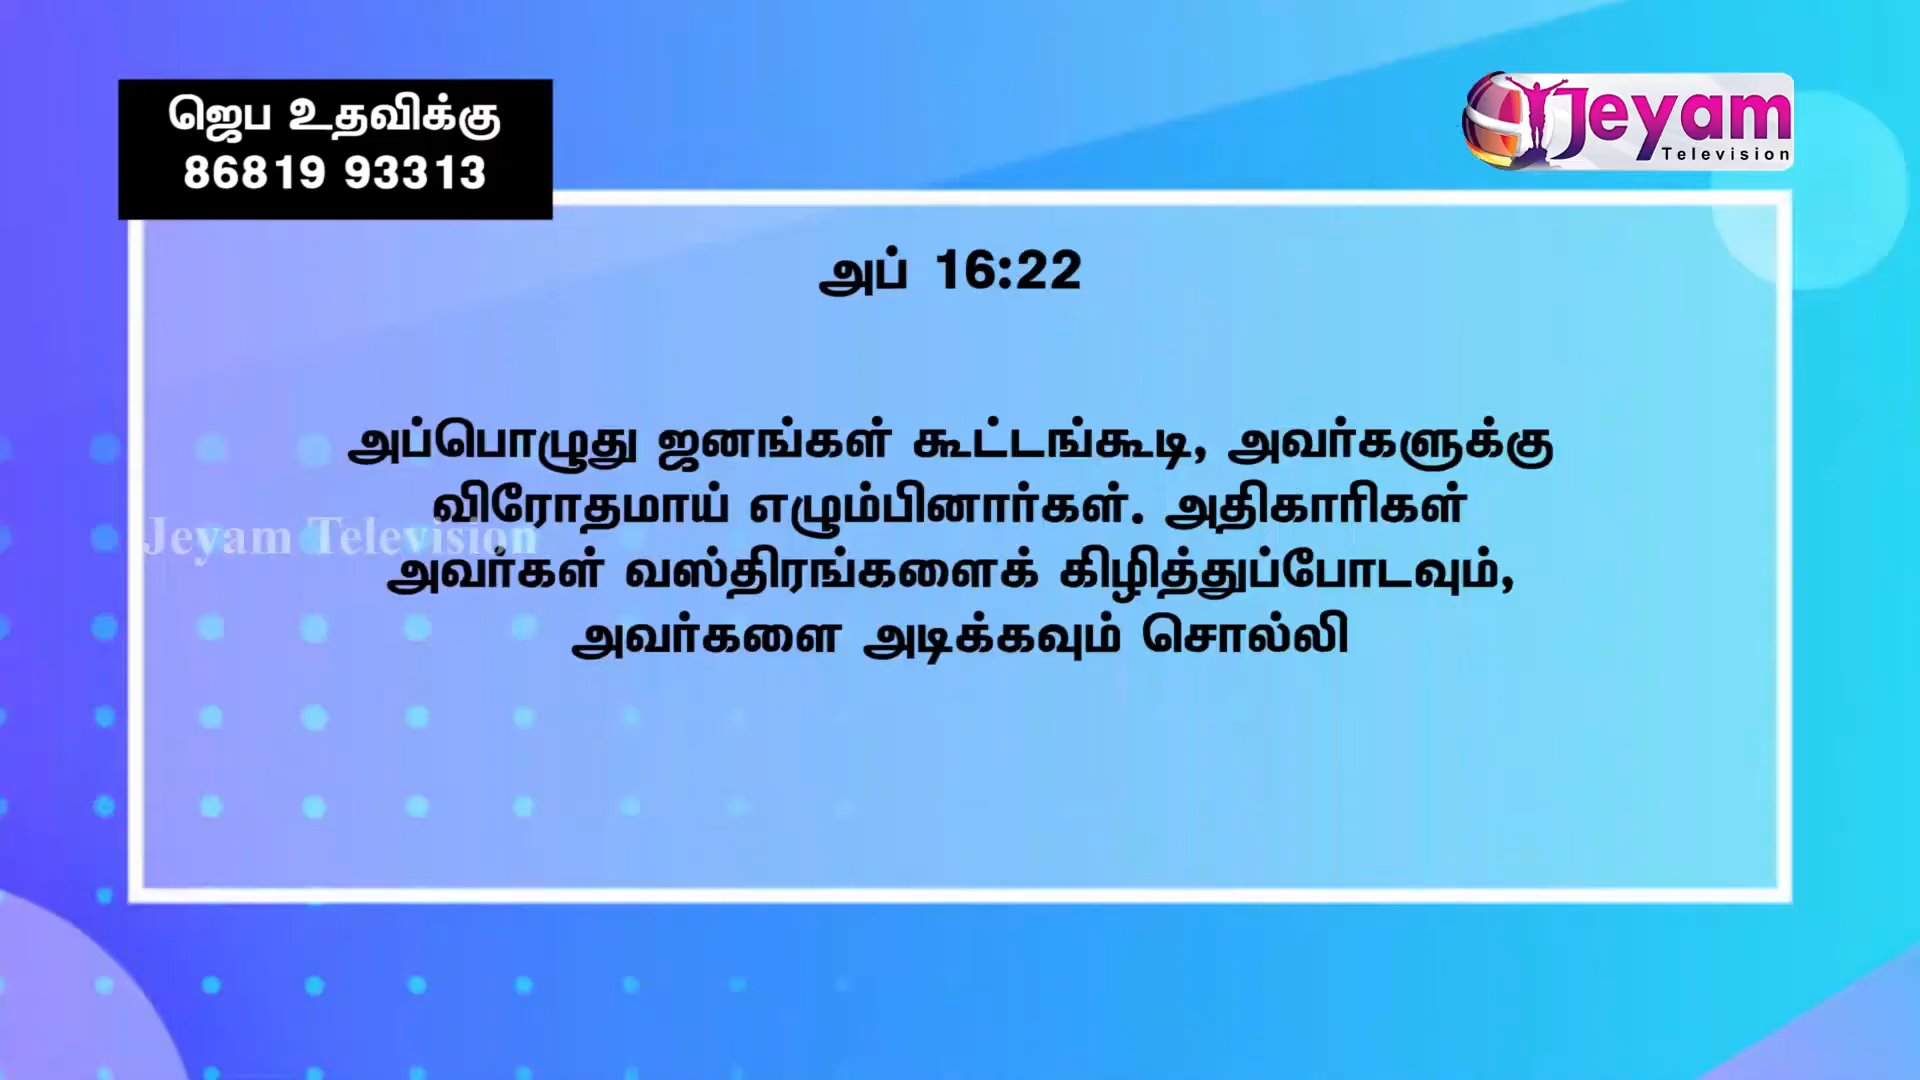 ஜெப உதவிக்கு
86819 93313
Jeyam
Television
அப் 16:22
அப்பொழுது ஜனங்கள் கூட்டங்கூடி, அவர்களுக்கு
விரோதமாய் எழும்பினார்கள். அதிகாரிகள்
Jeyam Television
அவர்கள் வஸ்திரங்களைக் கிழித்துப்போடவும்,
அவர்களை அடிக்கவும் சொல்லி